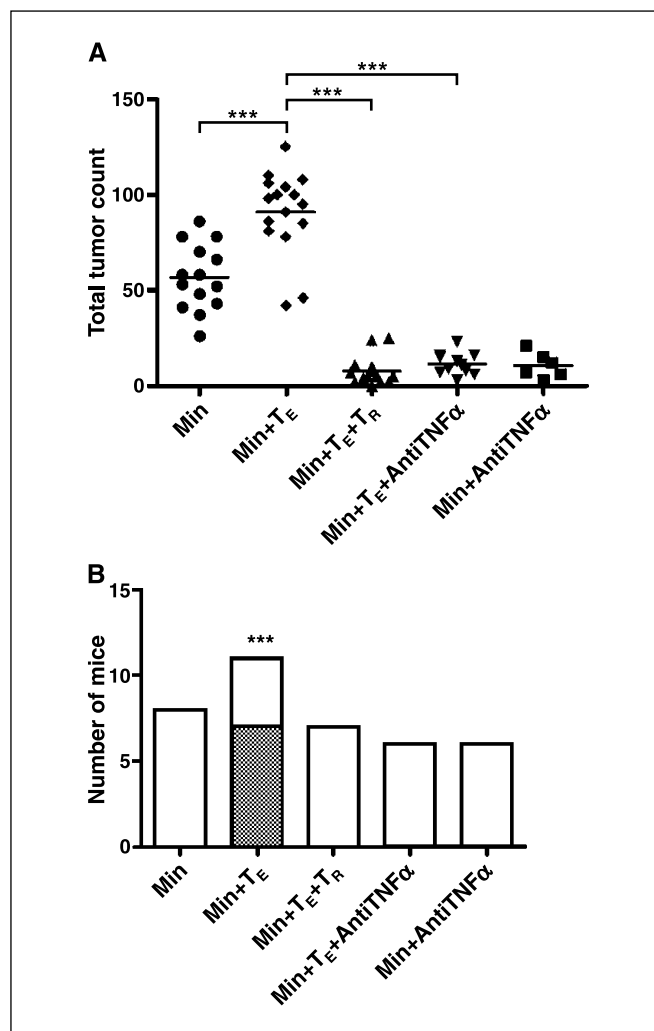 A
***
***
***
150
100
50
0
Total tumor count
Min
Min+TE
Min+TE+TR
Min+TE+AntiTNFα
Min+AntiTNFα
B
15
10
5
0
Number of mice
***
Min
Min+TE
Min+TE+TR
Min+TE+AntiTNFα
Min+AntiTNFα